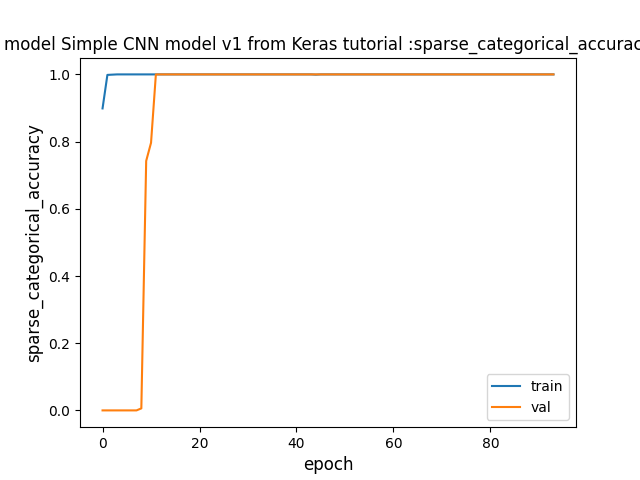 model Simple CNN model v1 from Keras tutorial :sparse_categorical_accurac
sparse_categorical_accuracy
1.0
0.8
0.6
0.4
0.2
0.0
train
val
0 20 40 60 80
epoch